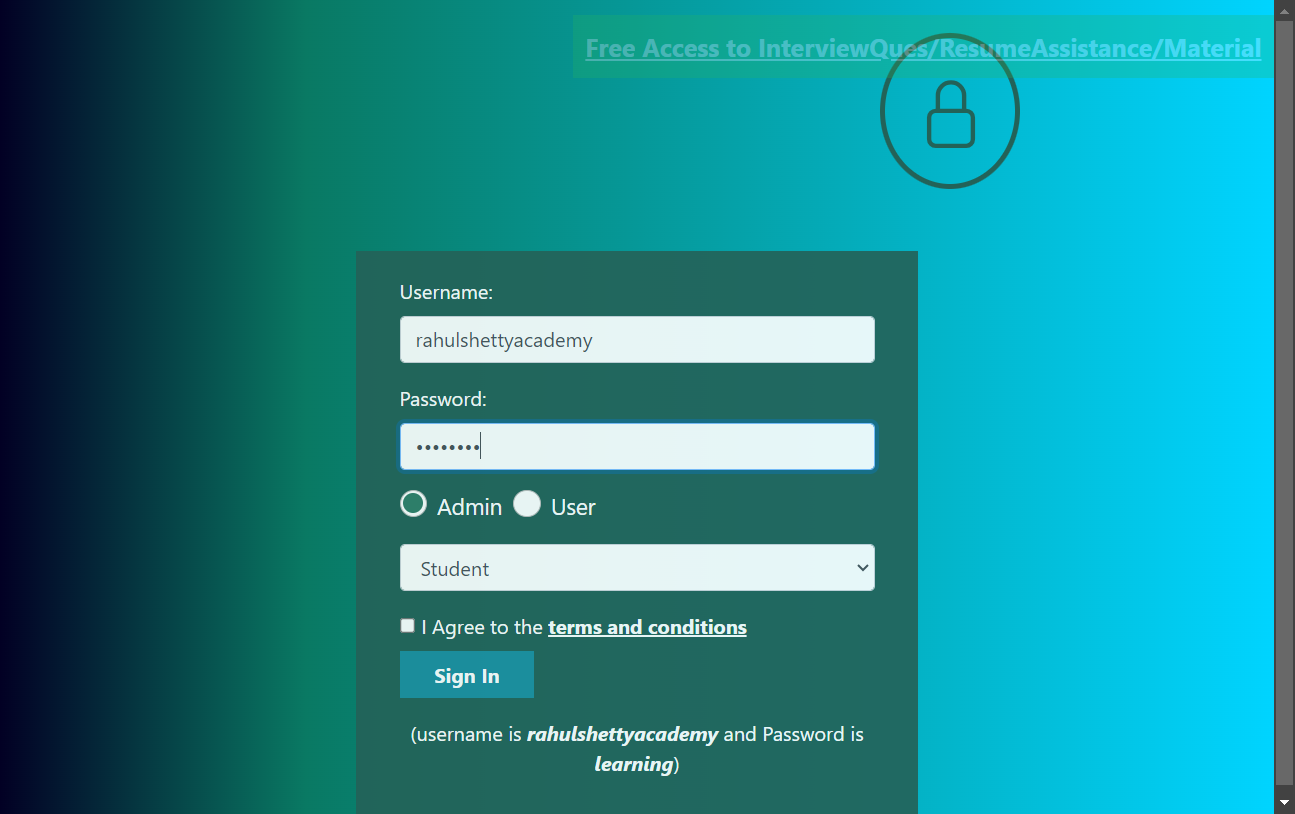 Free Access to InterviewQues/ResumeAssistance/Material
Username:
rahulshettyacademy
Password:
••••••••
Admin User
Student
I Agree to the terms and conditions
Sign In
(username is rahulshettyacademy and Password is
learning)